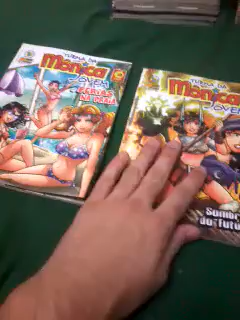 TURMA DA
Mônica
JOVEM
FÉRIAS
NA PRAIA
TURMA DA
Mônica
JOVEM
Sombras
do Futuro